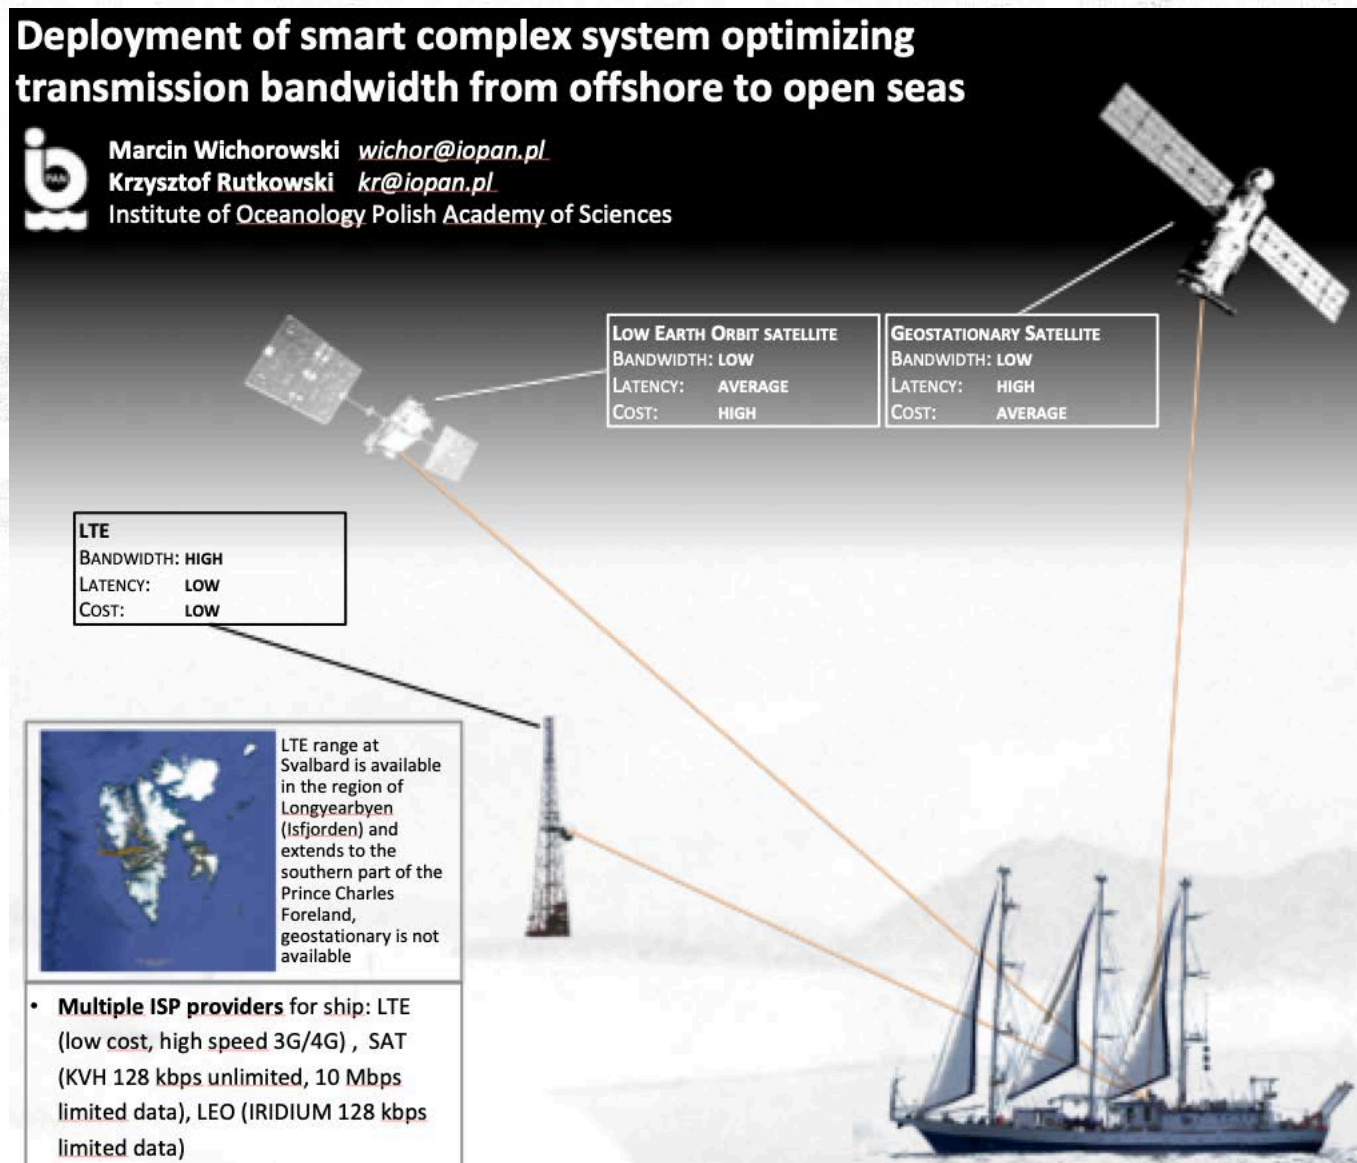 Deployment of smart complex system optimizing
transmission bandwidth from offshore to open seas
Marcin Wichorowski wichor@iopan.pl
Krzysztof Rutkowski kr@iopan.pl
Institute of Oceanology Polish Academy of Sciences
PAN
LOW EARTH ORBIT SATELLITE
BANDWIDTH: LOW
LATENCY: AVERAGE
COST: HIGH
GEOSTATIONARY SATELLITE
BANDWIDTH: LOW
LATENCY: HIGH
COST: AVERAGE
LTE
BANDWIDTH: HIGH
LATENCY: LOW
COST: LOW
LTE range at
Svalbard is available
in the region of
Longyearbyen
(Isfjorden) and
extends to the
southern part of the
Prince Charles
Foreland,
geostationary is not
available
• Multiple ISP providers for ship: LTE
(low cost, high speed 3G/4G) , SAT
(KVH 128 kbps unlimited, 10 Mbps
limited data), LEO (IRIDIUM 128 kbps
limited data)